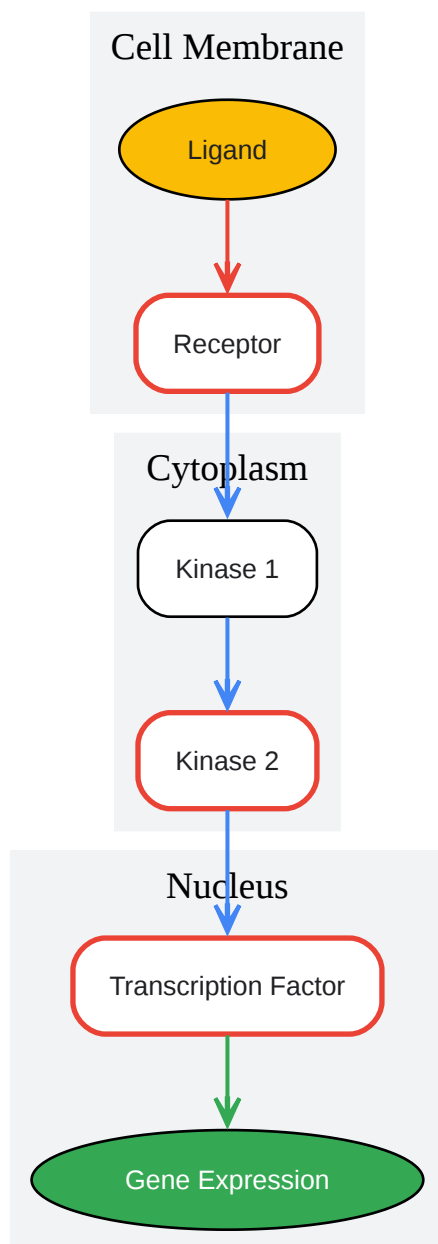 Cell Membrane
Ligand
Receptor
Cytoplasm
Kinase 1
Kinase 2
Nucleus
Transcription Factor
Gene Expression